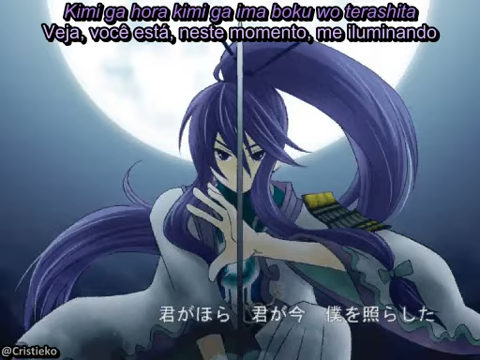 Kimi ga hora kimi ga ima boku wo terashita
Veja, você está, neste momento, me iluminando
君がほら 君が今 僕を照らした
@Cristieko